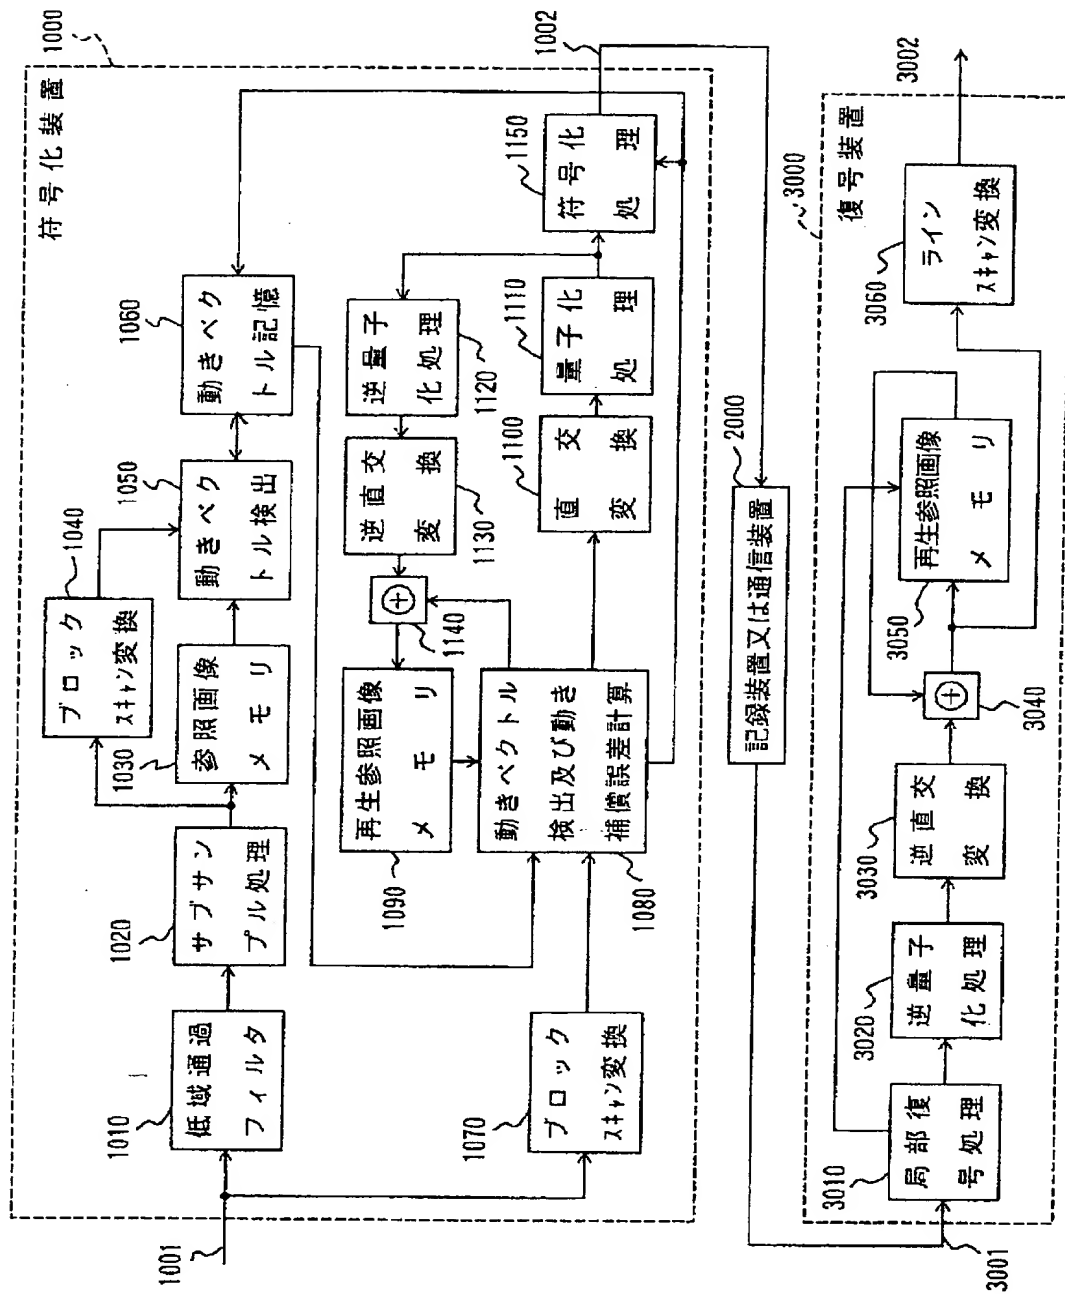 符号化装置
1000
1001
1010
低域通過
フィルタ
1020
サブサン
プル処理
1030
参照画像
メモリ
1040
ブロック
スキャン変換
1050
動きベク
トル検出
1060
動きベク
トル記憶
1070
ブロック
スキャン変換
1080
動きベクトル
検出及び動き
補償誤差計算
1090
再生参照画像
メモリ
1100
直交
変換
1110
量子化
処理
1120
逆量子
化処理
1130
逆直交
変換
1140
+
1150
符号化
処理
1002
2000
記録装置又は通信装置
3000
復号装置
3001
3010
局部復
号処理
3020
逆量子
化処理
3030
逆直交
変換
3040
+
3050
再生参照画像
メモリ
3060
ライン
スキャン変換
3002